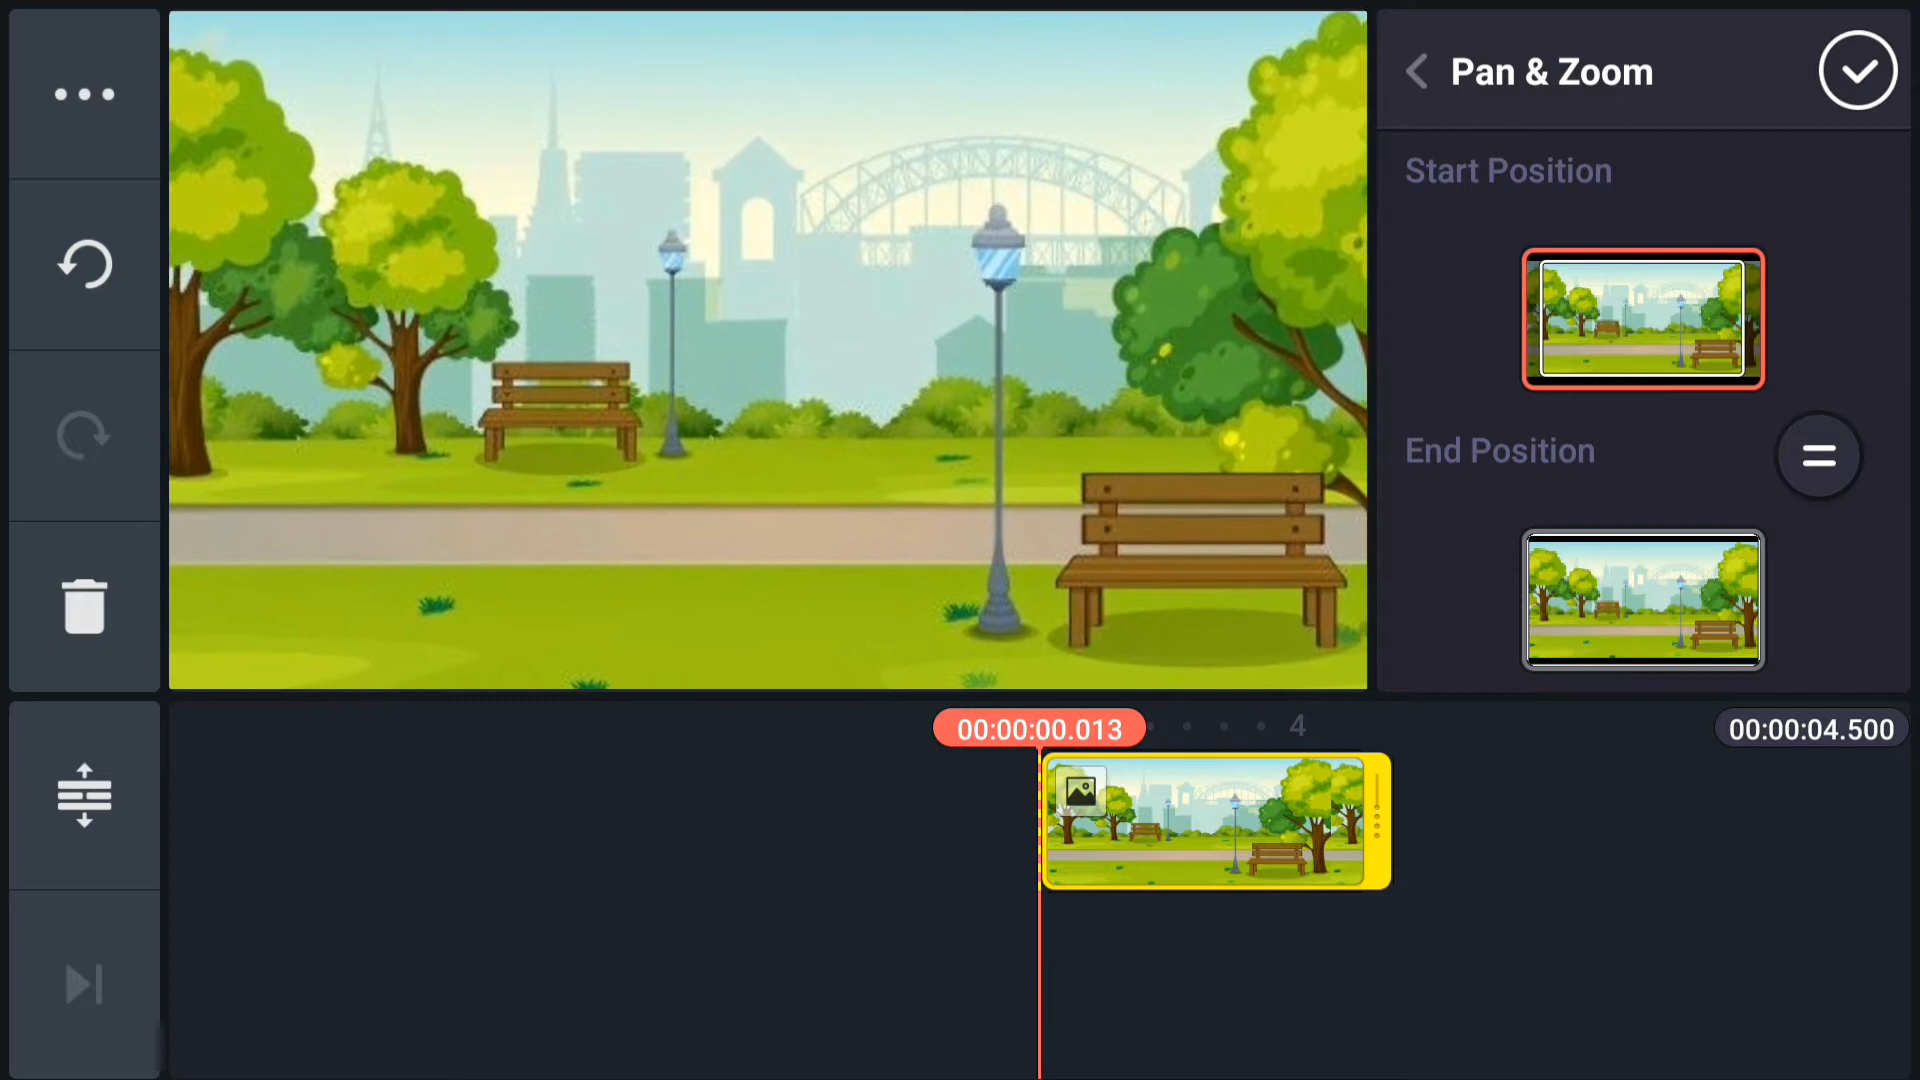 Pan & Zoom
Start Position
End Position
00:00:00.013
4
00:00:04.500